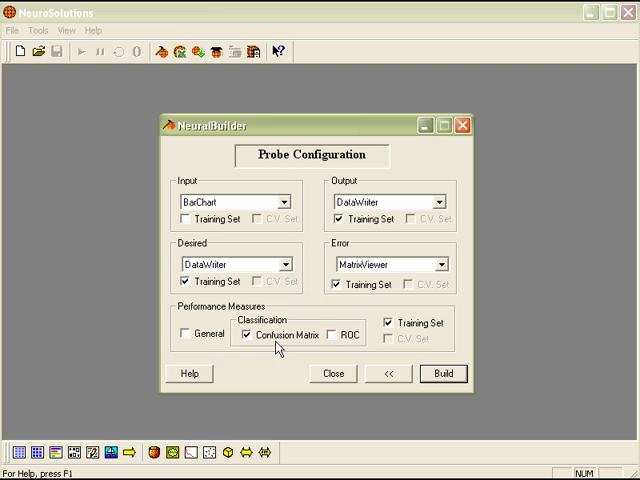 NeuroSolutions
File Tools View Help
NeuralBuilder
Probe Configuration
Input
BarChart
Training Set C.V. Set
Output
DataWriter
Training Set C.V. Set
Desired
DataWriter
Training Set C.V. Set
Error
MatrixViewer
Training Set C.V. Set
Performance Measures
General
Classification
Confusion Matrix ROC
Training Set
C.V. Set
Help Close << Build
For Help, press F1
NUM